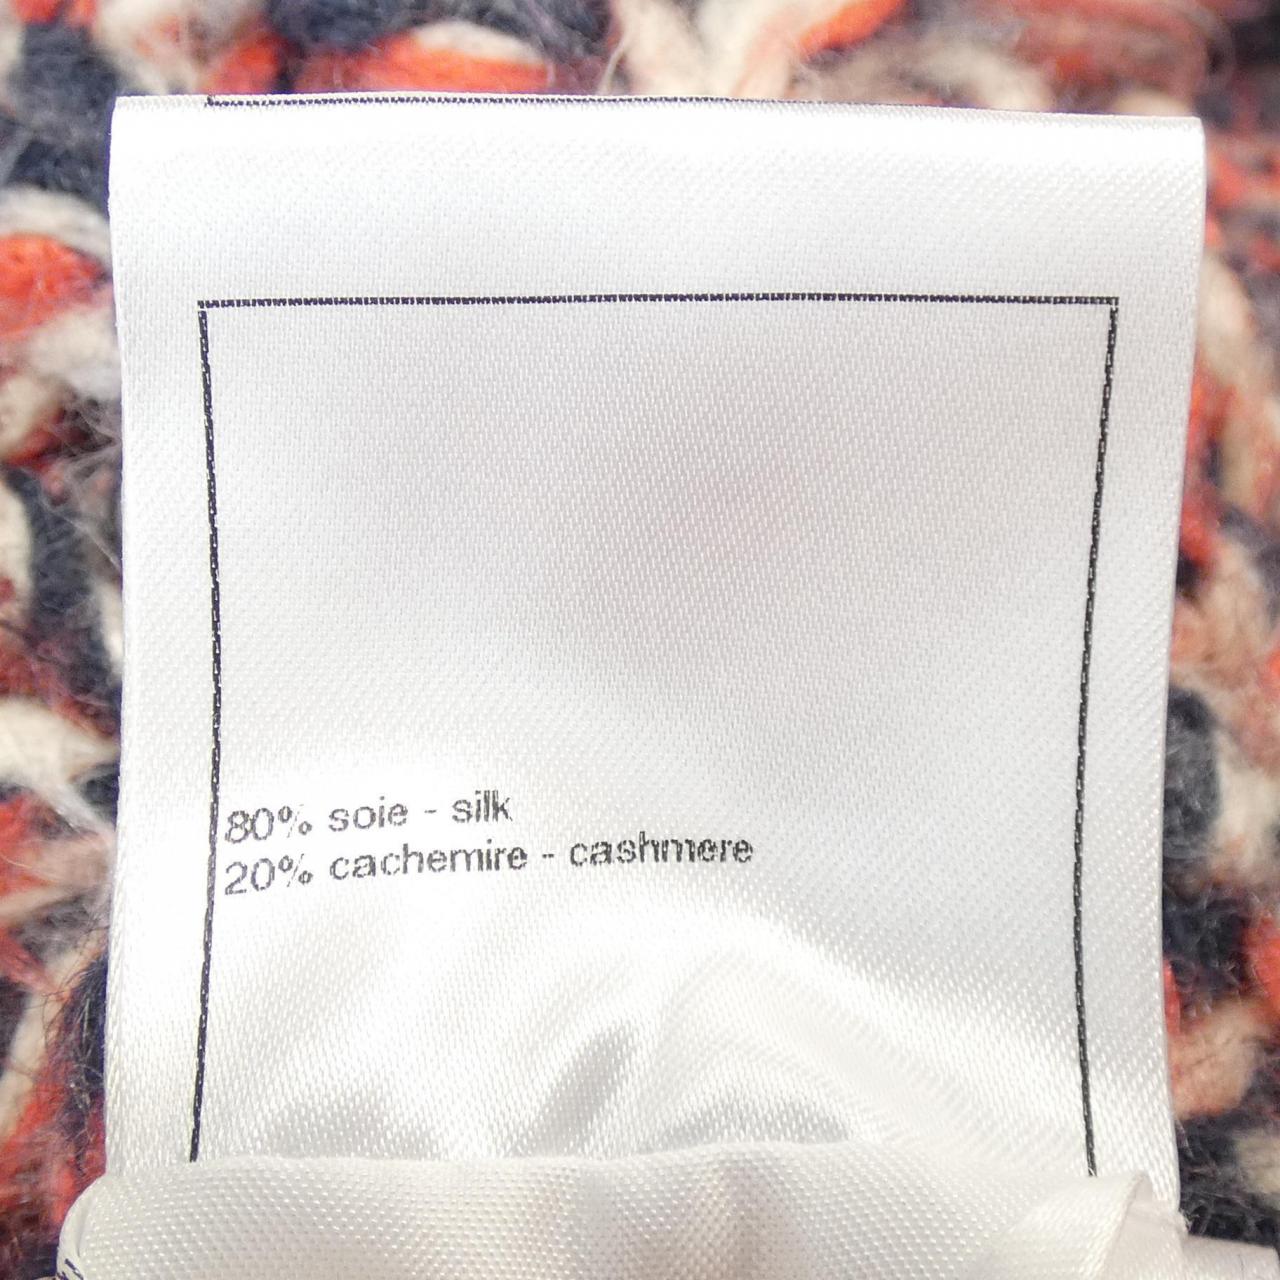 80% soie - silk
20% cachemire - cashmere